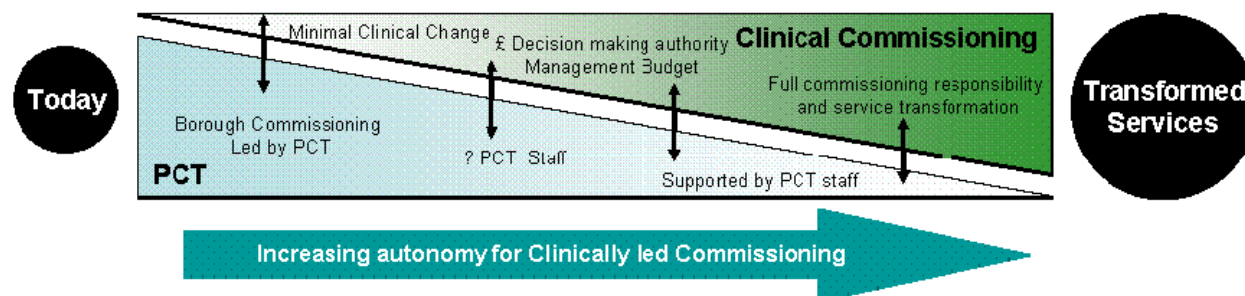 Today
Minimal Clinical Change
£ Decision making authority
Management Budget
Clinical Commissioning
Full commissioning responsibility
and service transformation
Borough Commissioning
Led by PCT
? PCT Staff
Supported by PCT staff
PCT
Transformed
Services
Increasing autonomy for Clinically led Commissioning